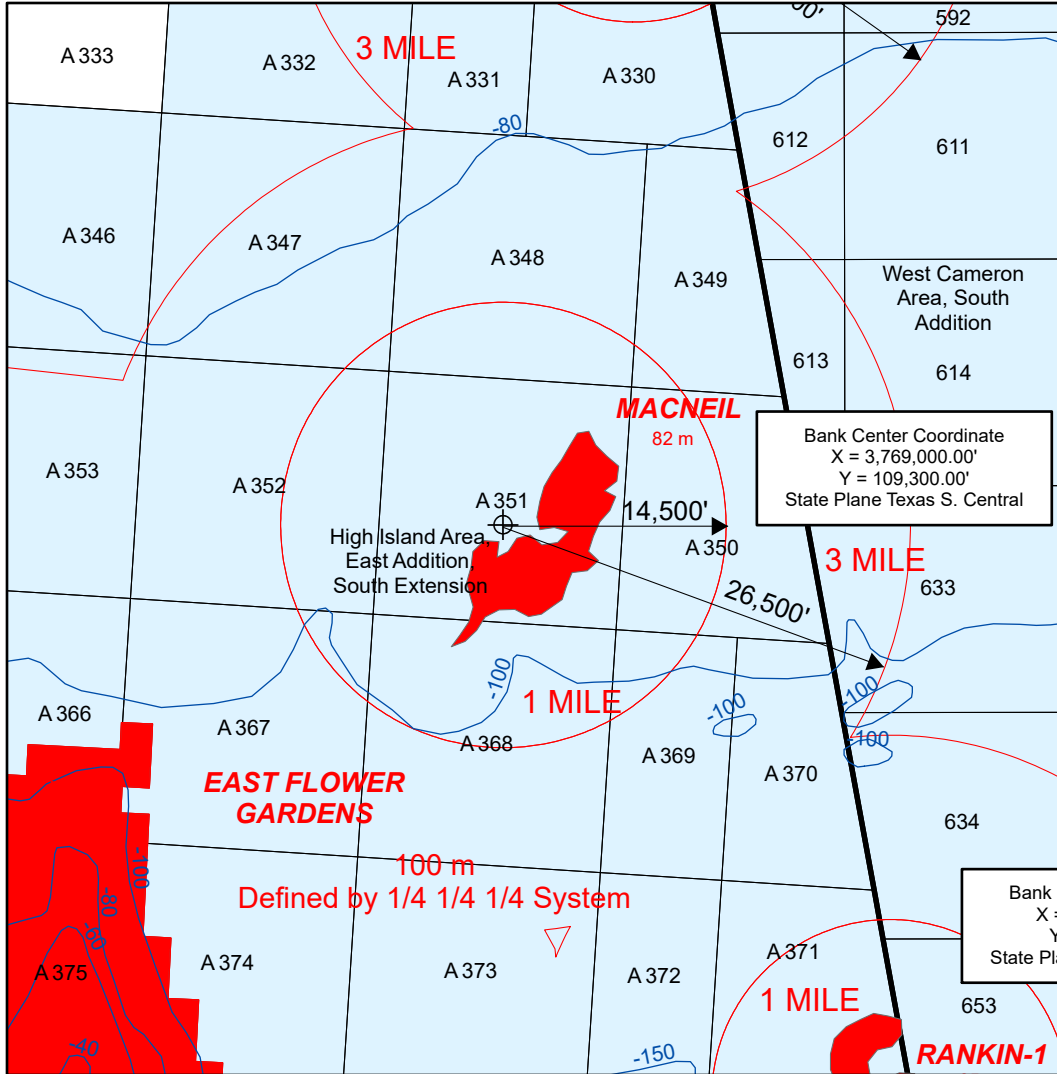 592
00'
A 333
A 332
3 MILE
A 331
A 330
-80
612
611
A 346
A 347
A 348
A 349
West Cameron
Area, South
Addition
613
614
MACNEIL
82 m
Bank Center Coordinate
X = 3,769,000.00'
Y = 109,300.00'
State Plane Texas S. Central
A 353
A 352
A 351
14,500'
High Island Area,
East Addition,
South Extension
A 350
3 MILE
633
26,500'
-100
-100
-100
-100
1 MILE
A 366
A 367
A 368
A 369
A 370
EAST FLOWER
GARDENS
634
100 m
Defined by 1/4 1/4 1/4 System
-100
-80
-60
-40
Bank
X =
Y
State Pla
A 375
A 374
A 373
A 372
A 371
1 MILE
653
-150
RANKIN-1